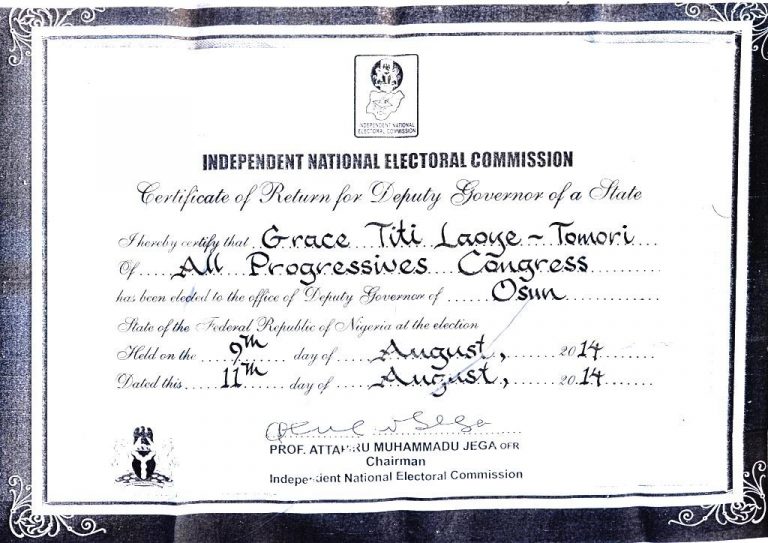 INDEPENDENT NATIONAL
ELECTORAL COMMISSION
INDEPENDENT NATIONAL ELECTORAL COMMISSION
Certificate of Return for Deputy Governor of a State
I hereby certify that Grace Titi Laoye - Tomori
Of All Progressives Congress
has been elected to the office of Deputy Governor of Osun
State of the Federal Republic of Nigeria at the election
Held on the 9th day of August, 2014
Dated this 11th day of August, 2014
PROF. ATTAHIRU MUHAMMADU JEGA OFR
Chairman
Independent National Electoral Commission